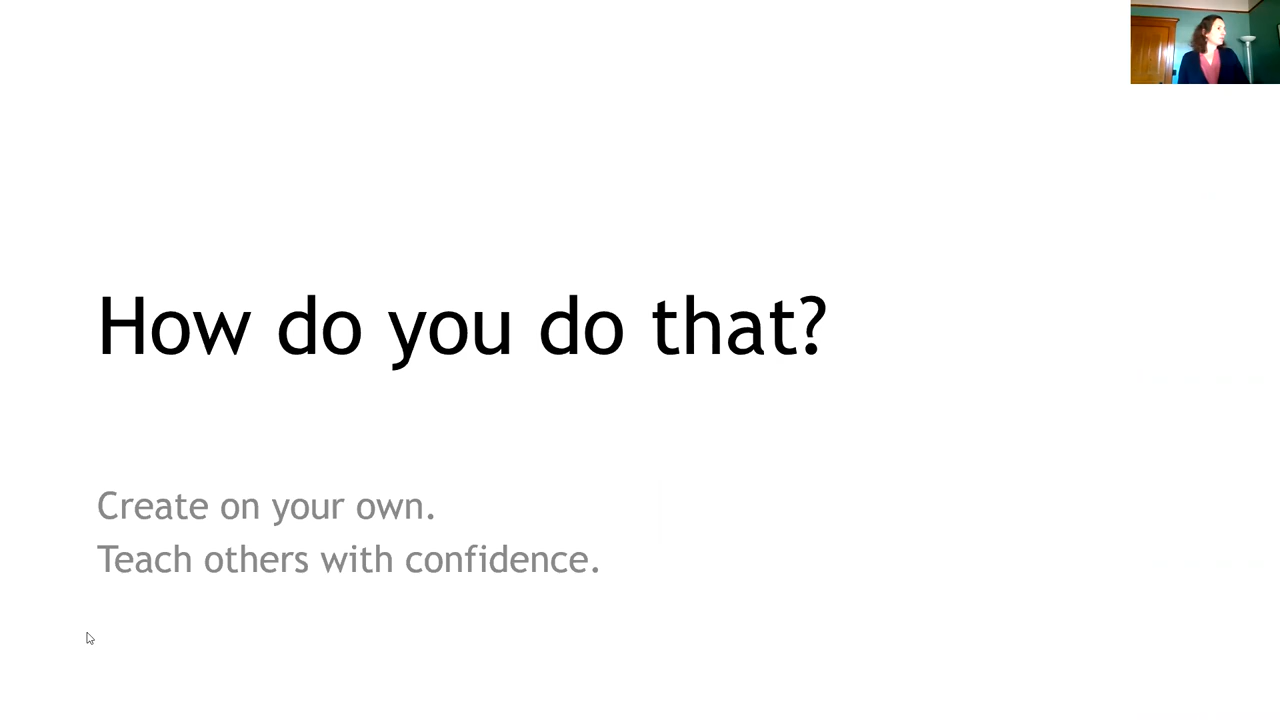 How do you do that?
Create on your own.
Teach others with confidence.